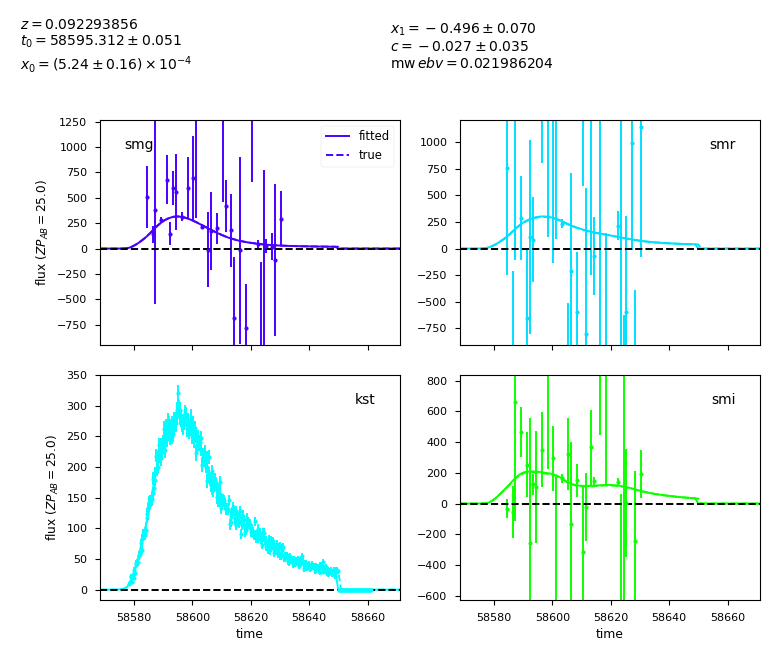 z = 0.092293856
t₀ = 58595.312 ± 0.051
x₀ = (5.24 ± 0.16) × 10⁻⁴
x₁ = −0.496 ± 0.070
c = −0.027 ± 0.035
mw ebv = 0.021986204
flux (ZP_AB = 25.0)
1250
1000
750
500
250
0
−250
−500
−750
smg
fitted
true
1000
750
500
250
0
−250
−500
−750
smr
flux (ZP_AB = 25.0)
350
300
250
200
150
100
50
0
kst
58580
58600
58620
58640
58660
time
800
600
400
200
0
−200
−400
−600
smi
58580
58600
58620
58640
58660
time